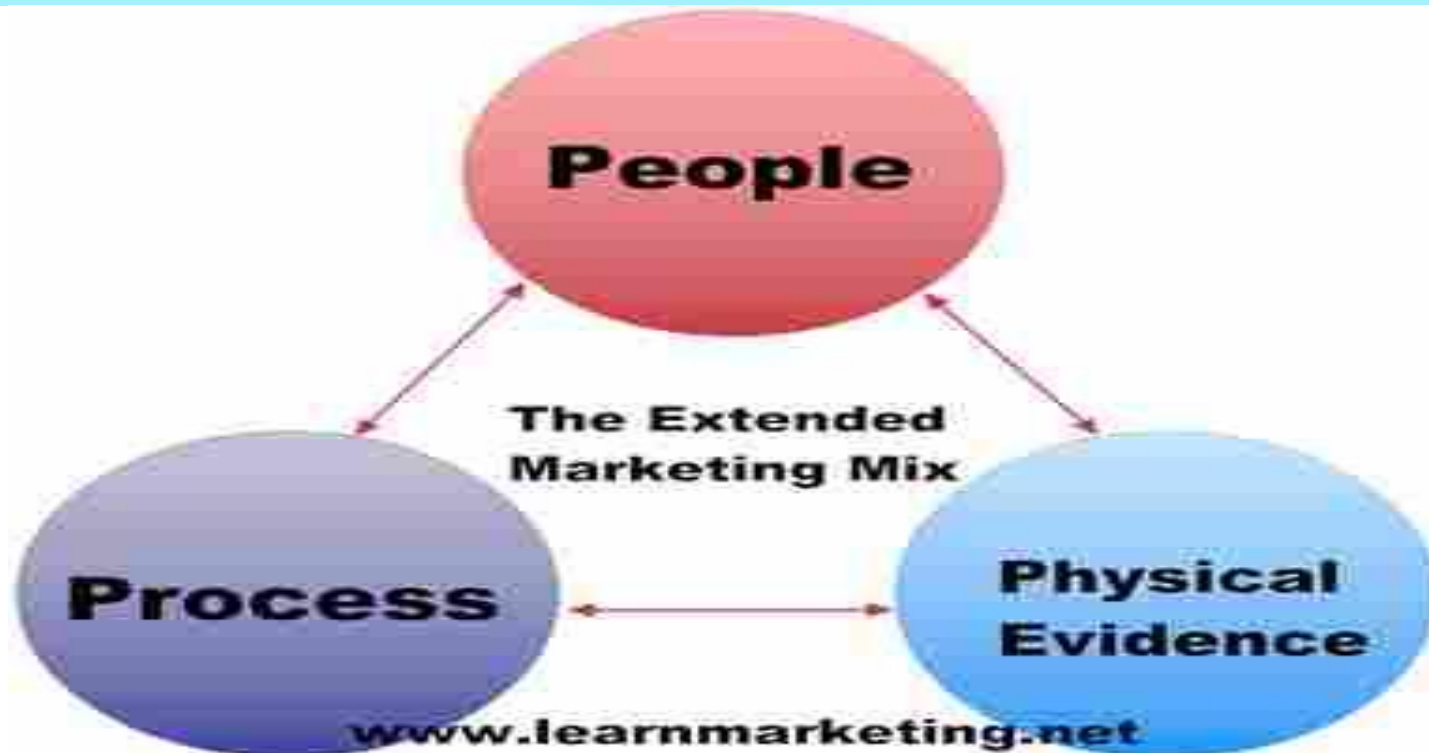 People
The Extended
Marketing Mix
Process
Physical
Evidence
www.learnmarketing.net